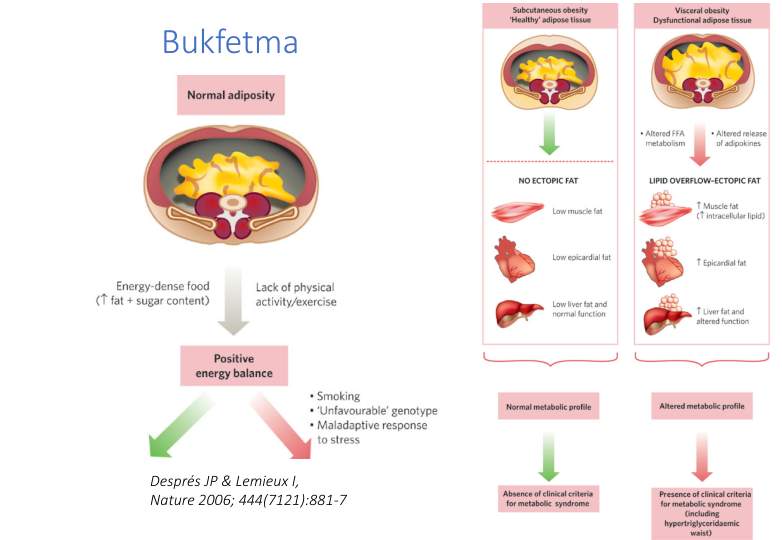 Bukfetma
Normal adiposity
Energy-dense food
(↑ fat + sugar content)
Lack of physical
activity/exercise
Positive
energy balance
• Smoking
• 'Unfavourable' genotype
• Maladaptive response
to stress
Després JP & Lemieux I,
Nature 2006; 444(7121):881-7
Subcutaneous obesity
'Healthy' adipose tissue
NO ECTOPIC FAT
Low muscle fat
Low epicardial fat
Low liver fat and
normal function
Normal metabolic profile
Absence of clinical criteria
for metabolic syndrome
Visceral obesity
Dysfunctional adipose tissue
• Altered FFA
metabolism
• Altered release
of adipokines
LIPID OVERFLOW–ECTOPIC FAT
↑ Muscle fat
(↑ intracellular lipid)
↑ Epicardial fat
↑ Liver fat and
altered function
Altered metabolic profile
Presence of clinical criteria
for metabolic syndrome
(including
hypertriglyceridaemic
waist)